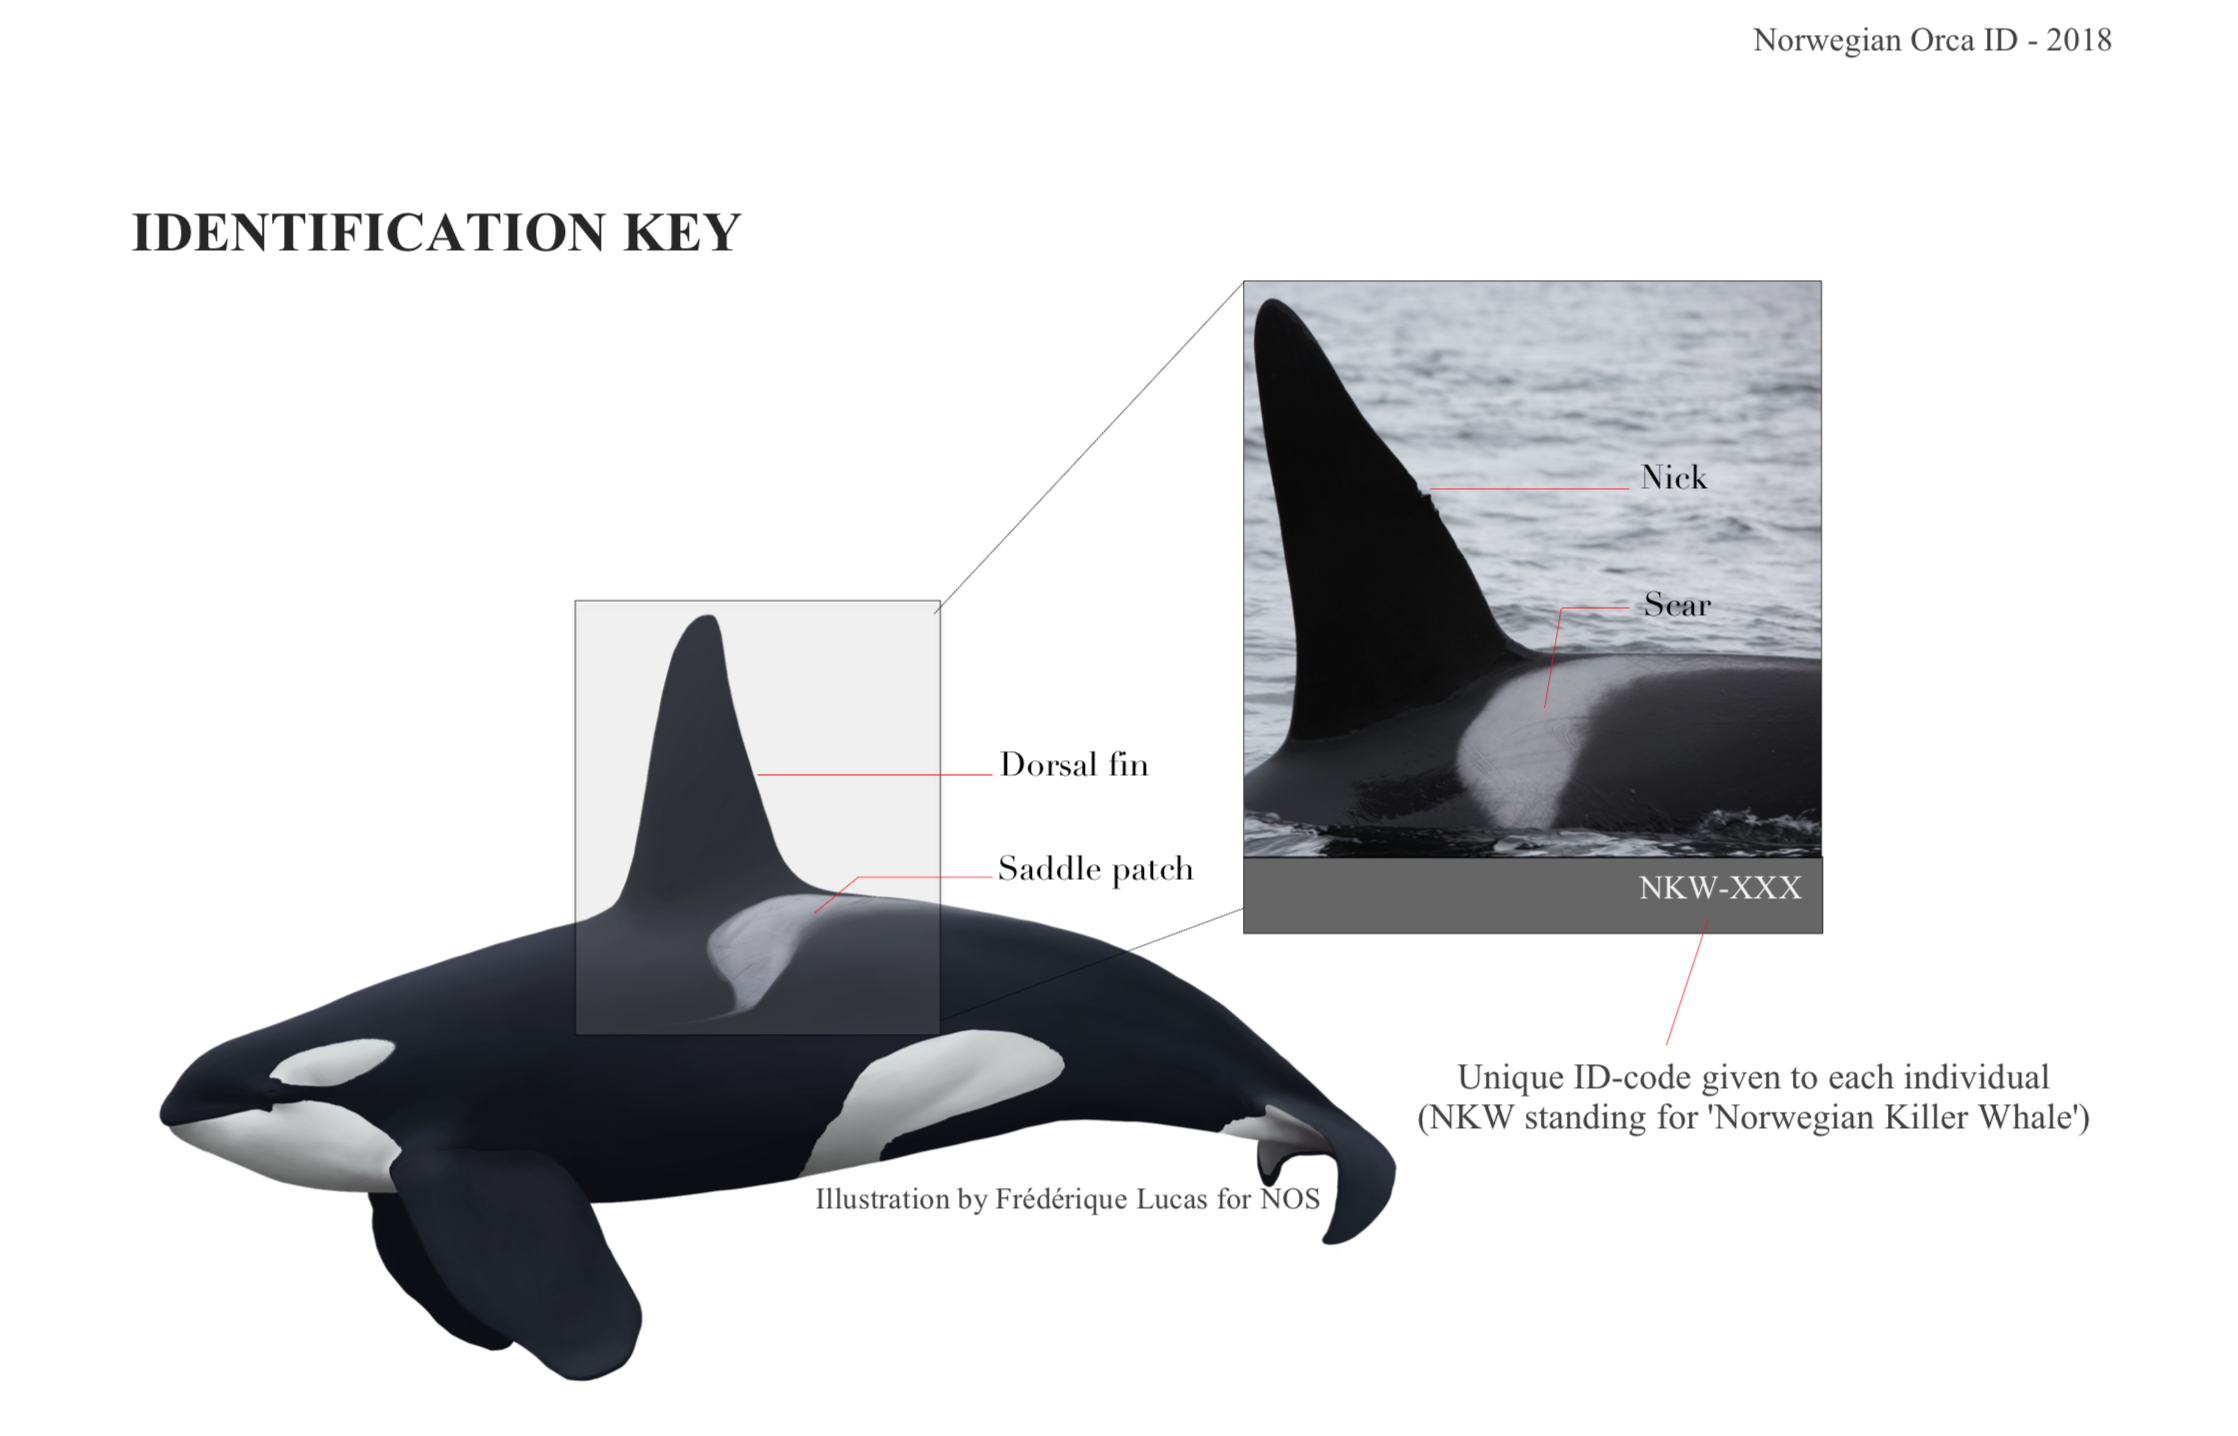 Norwegian Orca ID - 2018
IDENTIFICATION KEY
Nick
Scar
Dorsal fin
Saddle patch
NKW-XXX
Unique ID-code given to each individual
(NKW standing for 'Norwegian Killer Whale')
Illustration by Frédérique Lucas for NOS